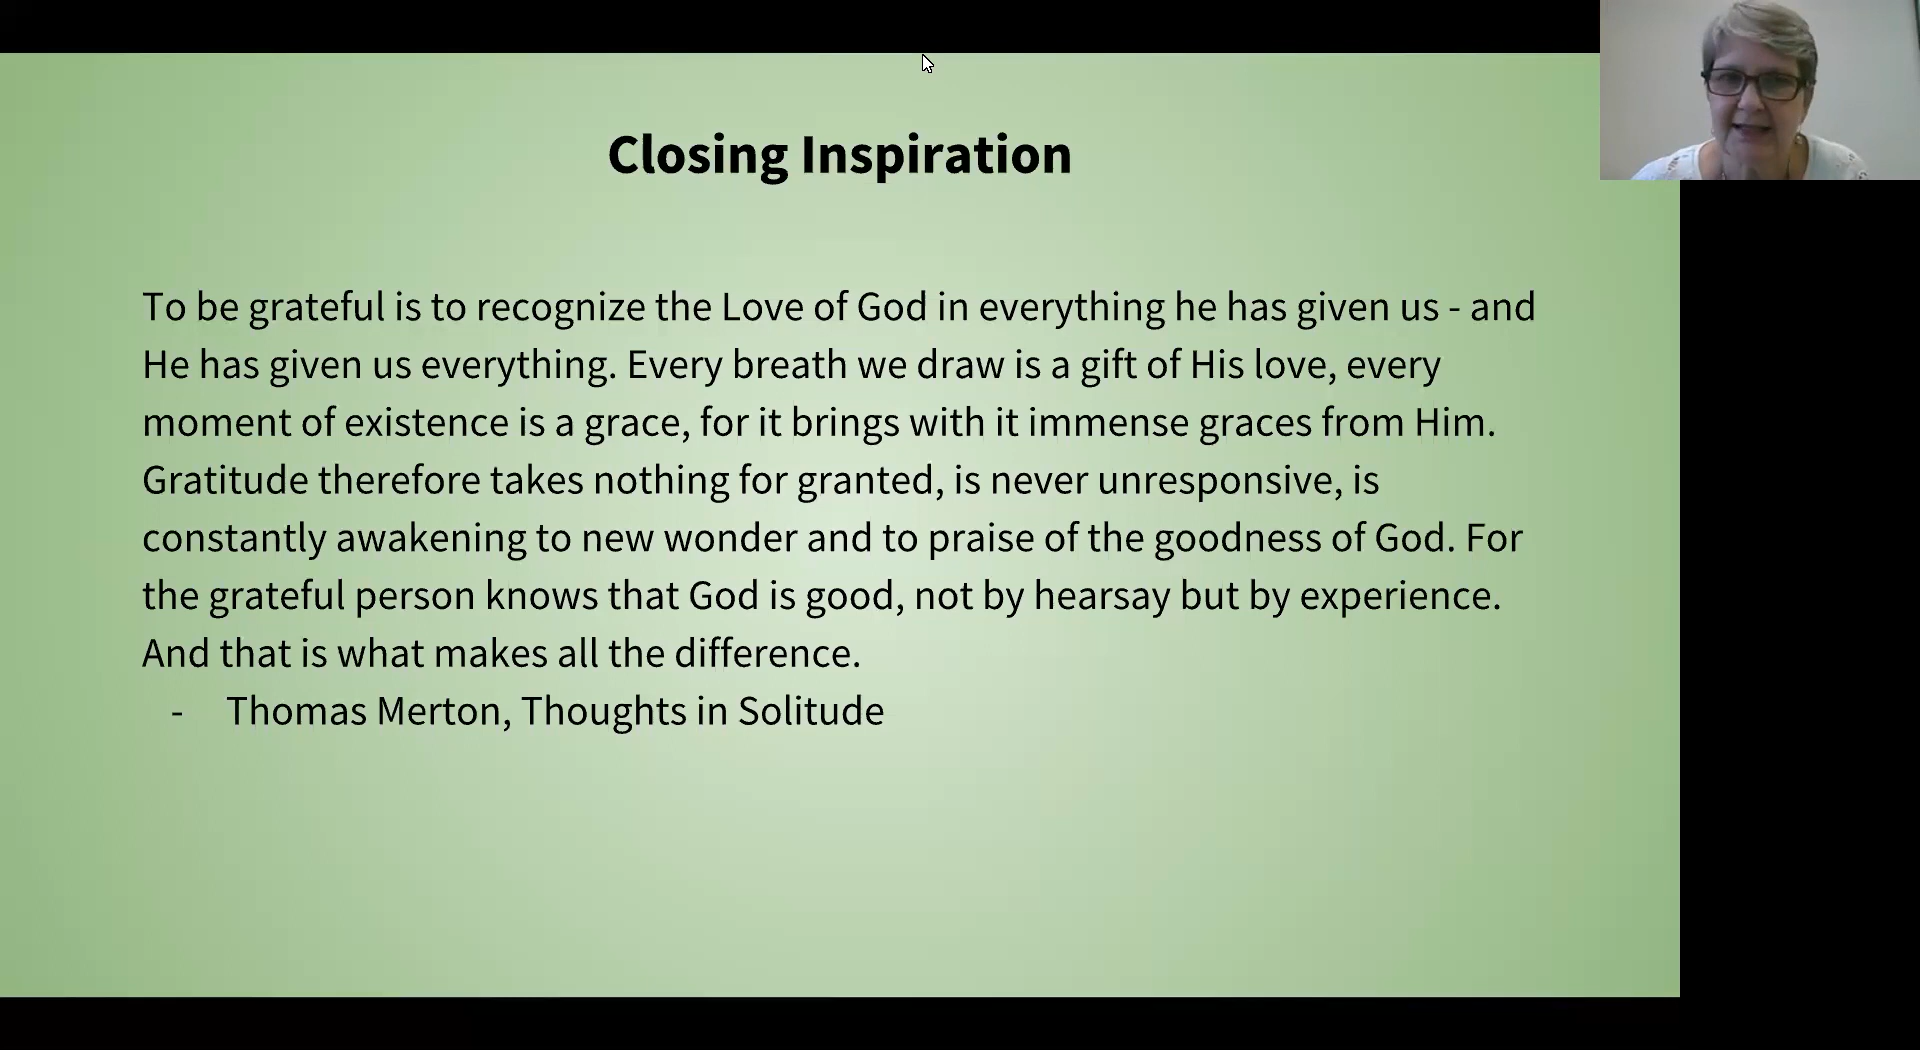 Closing Inspiration
To be grateful is to recognize the Love of God in everything he has given us - and
He has given us everything. Every breath we draw is a gift of His love, every
moment of existence is a grace, for it brings with it immense graces from Him.
Gratitude therefore takes nothing for granted, is never unresponsive, is
constantly awakening to new wonder and to praise of the goodness of God. For
the grateful person knows that God is good, not by hearsay but by experience.
And that is what makes all the difference.
- Thomas Merton, Thoughts in Solitude